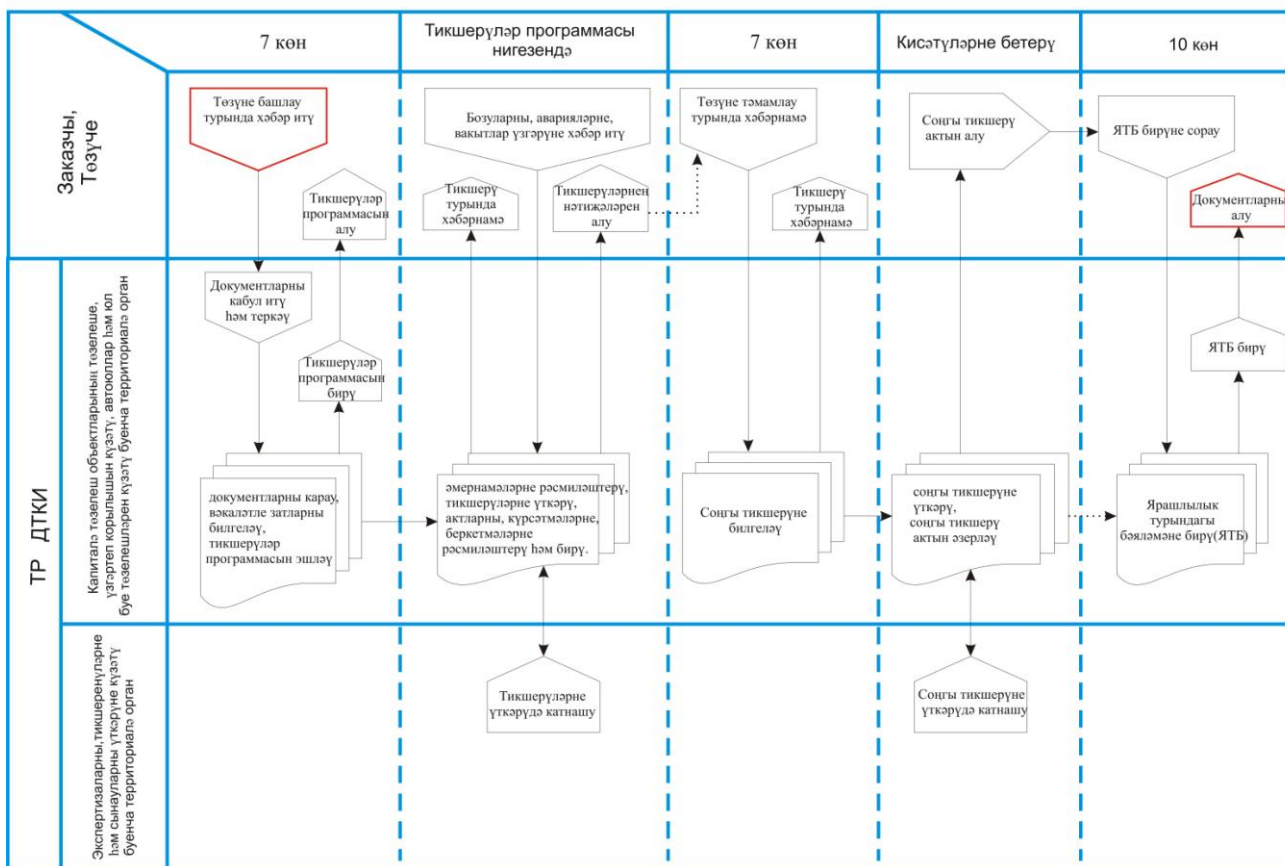 7 көн
Тикшерүләр программасы
нигезендә
7 көн
Кисәтүләрне бетерү
10 көн
Заказчы,
Төзүче
Төзүне башлау
турында хәбәр итү
Тикшерүләр
программасын
алу
Бозуларны, аварияләрне,
вакытлар үзгәрүне хәбәр итү
Тикшерү
турында
хәбәрнамә
Тикшерүләрнең
нәтиҗәләрен
алу
Төзүне тәмамлау
турында хәбәрнамә
Тикшерү
турында
хәбәрнамә
Соңгы тикшерү
актын алу
ЯТБ бирүне сорау
Документларны
алу
ТР ДТКИ
Капиталь төзелеш объектларының төзелеше,
үзгәртеп корылышын күзәтү, автоюллар һәм юл
буе төзелешләрен күзәтү буенча территориаль орган
Документларны
кабул итү
һәм теркәү
Тикшерүләр
программасын
бирү
документларны карау,
вәкаләтле затларны
билгеләү,
тикшерүләр
программасын эшләү
әмернамәләрне рәсмиләштерү,
тикшерүләрне үткәрү,
актларны, күрсәтмәләрне,
беркетмәләрне
рәсмиләштерү һәм бирү.
Соңгы тикшерүне
билгеләү
соңгы тикшерүне
үткәрү,
соңгы тикшерү
актын әзерләү
ЯТБ бирү
Ярашлылык
турындагы
бәяләмәне бирү(ЯТБ)
Экспертизаларны,тикшеренүләрне
һәм сынауларны үткәрүне күзәтү
буенча территориаль орган
Тикшерүләрне
үткәрүдә катнашу
Соңгы тикшерүне
үткәрүдә катнашу